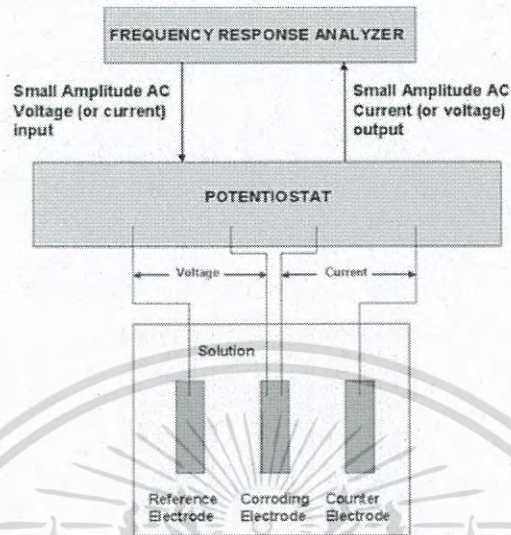 FREQUENCY RESPONSE ANALYZER
Small Amplitude AC
Voltage (or current)
input
Small Amplitude AC
Current (or voltage)
output
POTENTIOSTAT
Voltage
Current
Solution
Reference
Electrode
Corroding
Electrode
Counter
Electrode